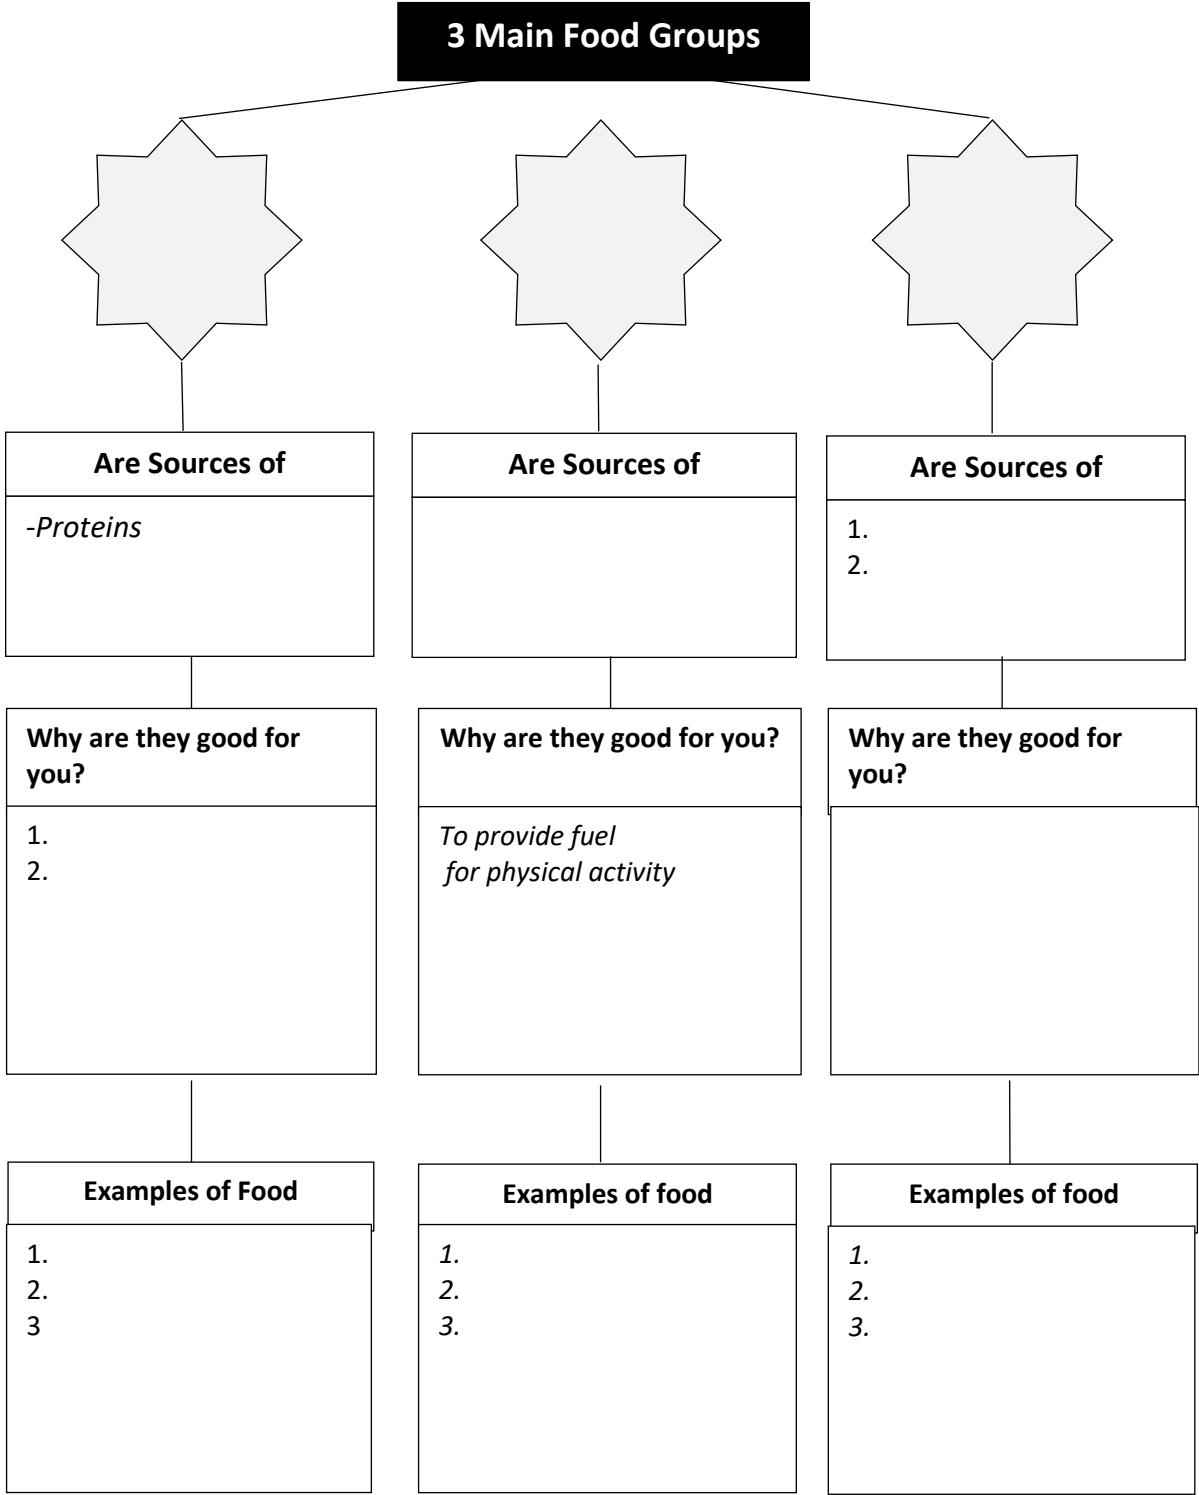 3 Main Food Groups
Are Sources of
-Proteins
Are Sources of
Are Sources of
1.
2.
Why are they good for
you?
1.
2.
Why are they good for you?
To provide fuel
for physical activity
Why are they good for
you?
Examples of Food
1.
2.
3
Examples of food
1.
2.
3.
Examples of food
1.
2.
3.